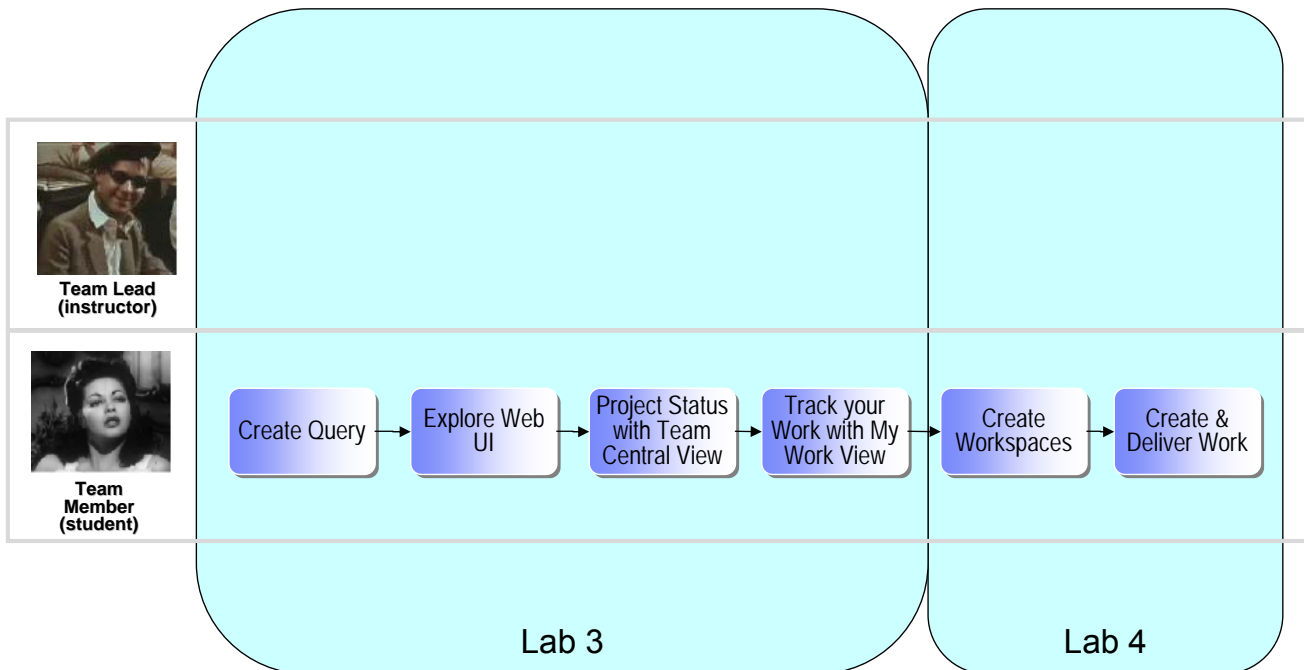 Team Lead
(instructor)
Team
Member
(student)
Create Query
Explore Web
UI
Project Status
with Team
Central View
Track your
Work with My
Work View
Create
Workspaces
Create &
Deliver Work
Lab 3
Lab 4